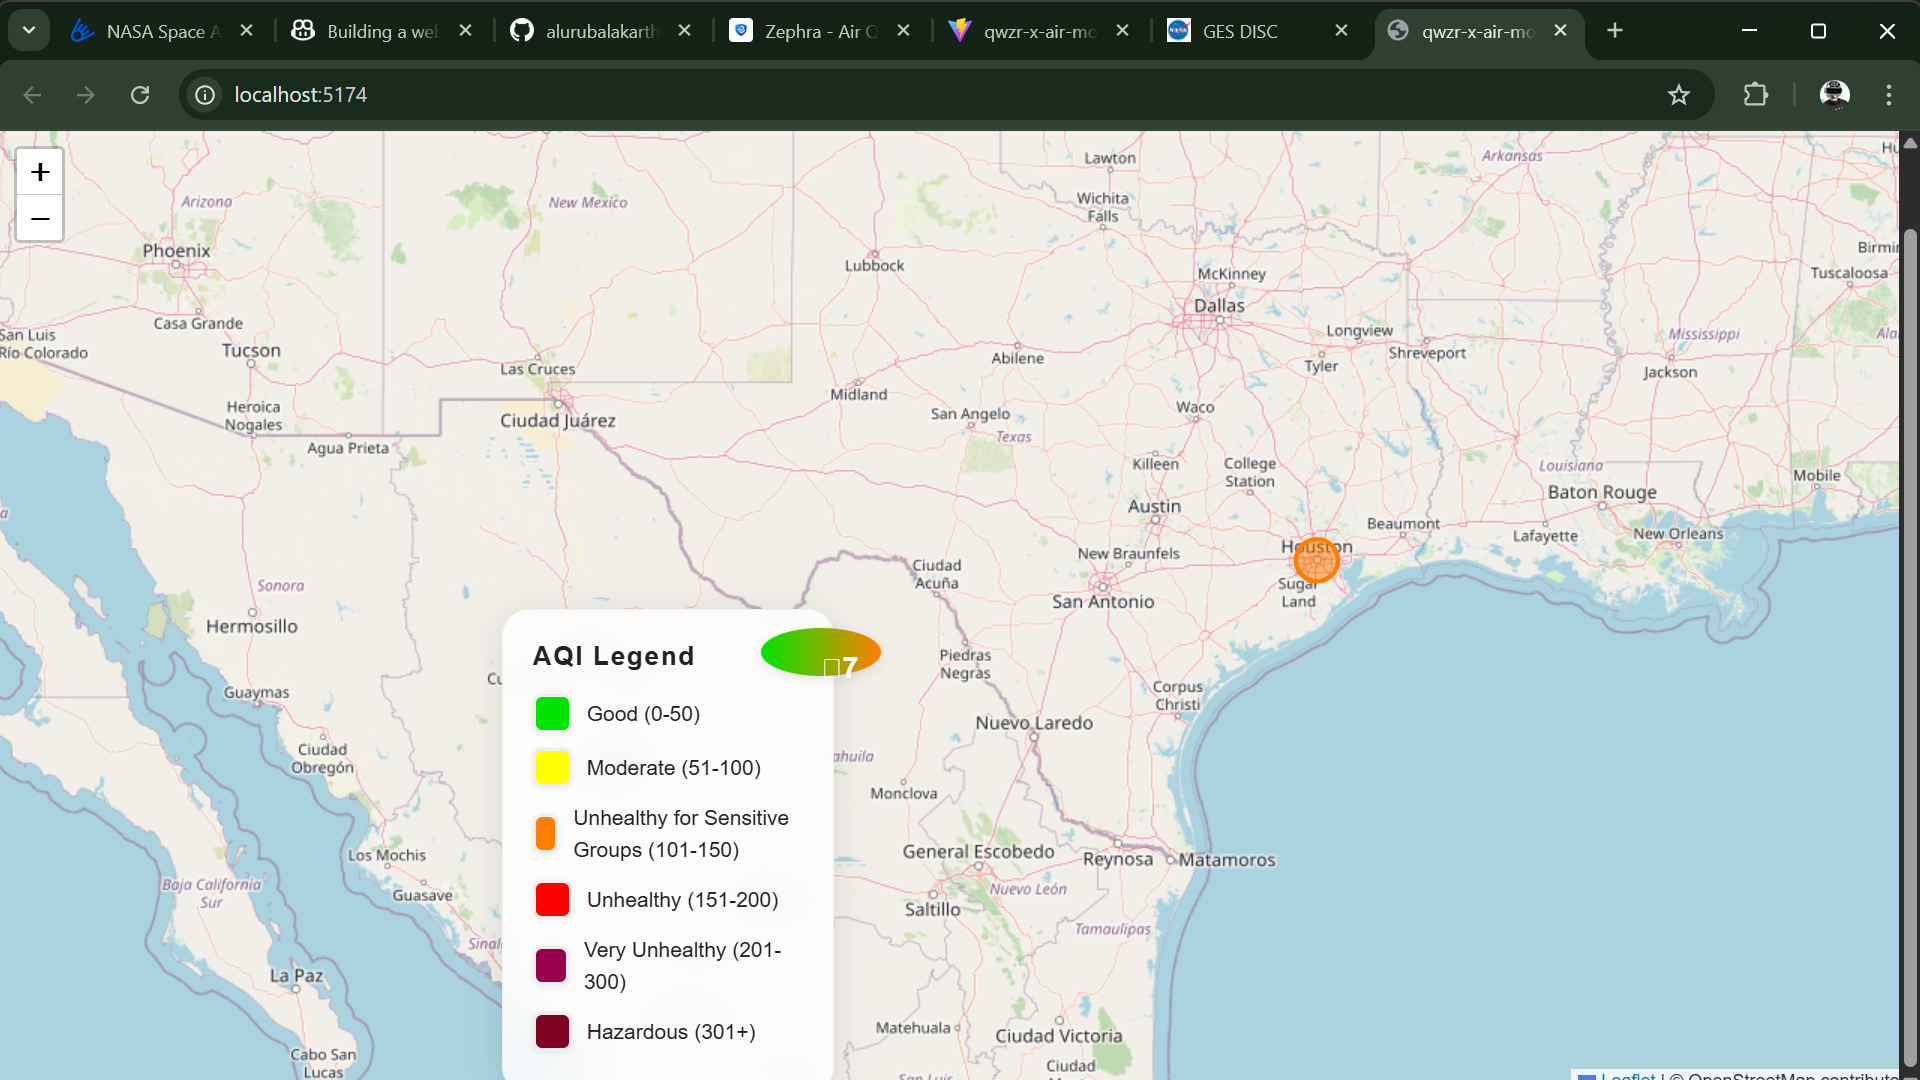 NASA Space A
Building a web
alurubalakarth
Zephra - Air Q
qwzr-x-air-mo
GES DISC
qwzr-x-air-mo
localhost:5174
+
−
Lawton
Arkansas
Wichita
Falls
Arizona
New Mexico
Phoenix
Birmi
Lubbock
McKinney
Tuscaloosa
Dallas
Casa Grande
San Luis
Río Colorado
Longview
Mississippi
Tucson
Abilene
Tyler
Shreveport
Las Cruces
Jackson
Midland
Heroica
Nogales
San Angelo
Waco
Ciudad Juárez
Texas
Agua Prieta
Killeen
College
Station
Louisiana
Mobile
Baton Rouge
Austin
Beaumont
Lafayette
New Orleans
Houston
New Braunfels
Ciudad
Acuña
Sonora
Sugar
Land
San Antonio
Hermosillo
Piedras
Negras
Guaymas
Corpus
Christi
Nuevo Laredo
Ciudad
Obregón
ahuila
Monclova
Los Mochis
General Escobedo
Reynosa
Matamoros
Baja California
Sur
Guasave
Nuevo León
Saltillo
Tamaulipas
Sinal
La Paz
Matehuala
Ciudad Victoria
Cabo San
Lucas
Ciudad
San Luis
AQI Legend
7
Good (0-50)
Moderate (51-100)
Unhealthy for Sensitive
Groups (101-150)
Unhealthy (151-200)
Very Unhealthy (201-
300)
Hazardous (301+)
Leaflet | © OpenStreetMap contribute